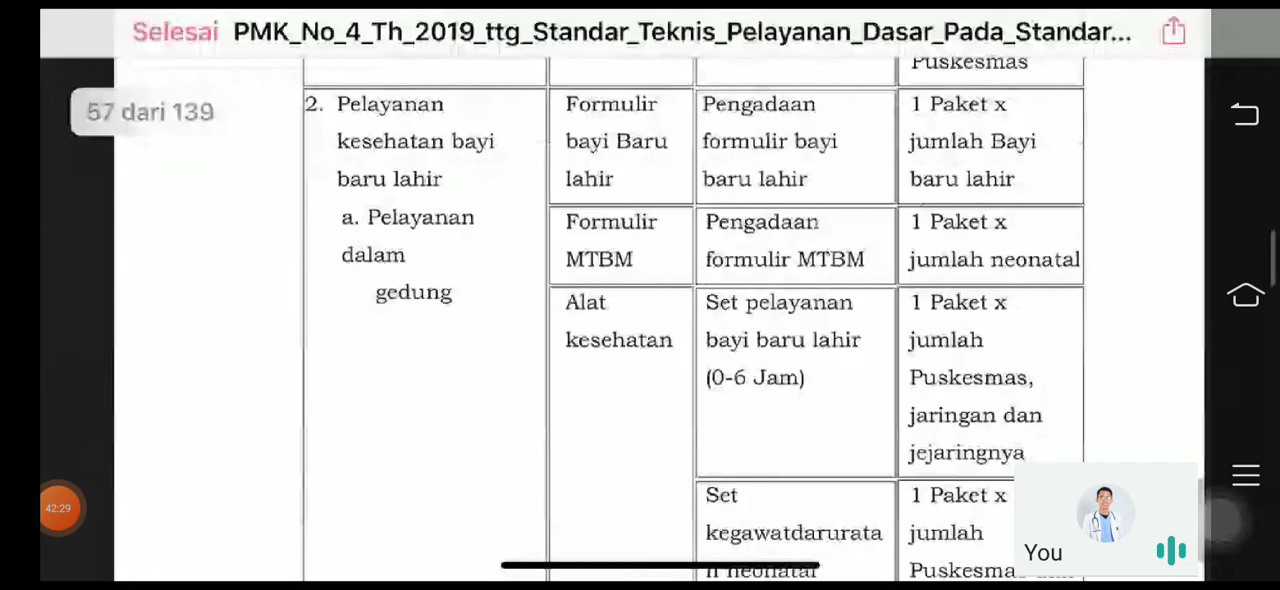 Selesai PMK_No_4_Th_2019_ttg_Standar_Teknis_Pelayanan_Dasar_Pada_Standar...
57 dari 139
Puskesmas
2. Pelayanan
kesehatan bayi
baru lahir
a. Pelayanan
dalam
gedung
Formulir
bayi Baru
lahir
Pengadaan
formulir bayi
baru lahir
1 Paket x
jumlah Bayi
baru lahir
Formulir
MTBM
Pengadaan
formulir MTBM
1 Paket x
jumlah neonatal
Alat
kesehatan
Set pelayanan
bayi baru lahir
(0-6 Jam)
1 Paket x
jumlah
Puskesmas,
jaringan dan
jejaringnya
Set
kegawatdarurata
n neonatal
1 Paket x
jumlah
Puskesma
42:29
You